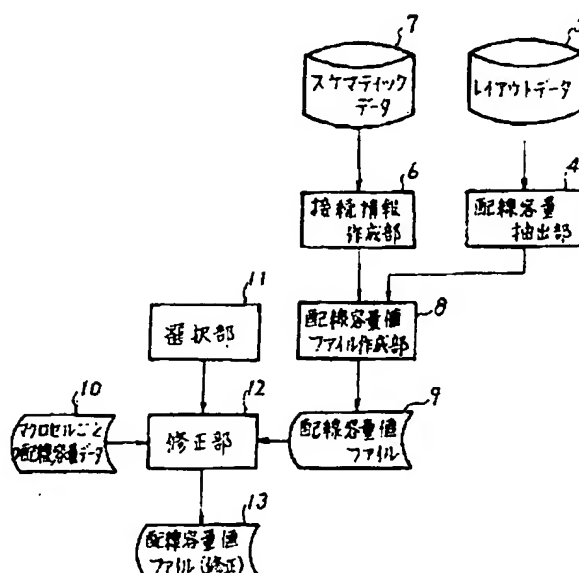 7
スケマティック
データ
レイアウトデータ
6
接続情報
作成部
4
配線容量
抽出部
11
選択部
8
配線容量値
ファイル作成部
10
マクロセルごと
の配線容量データ
12
修正部
9
配線容量値
ファイル
13
配線容量値
ファイル(修正)